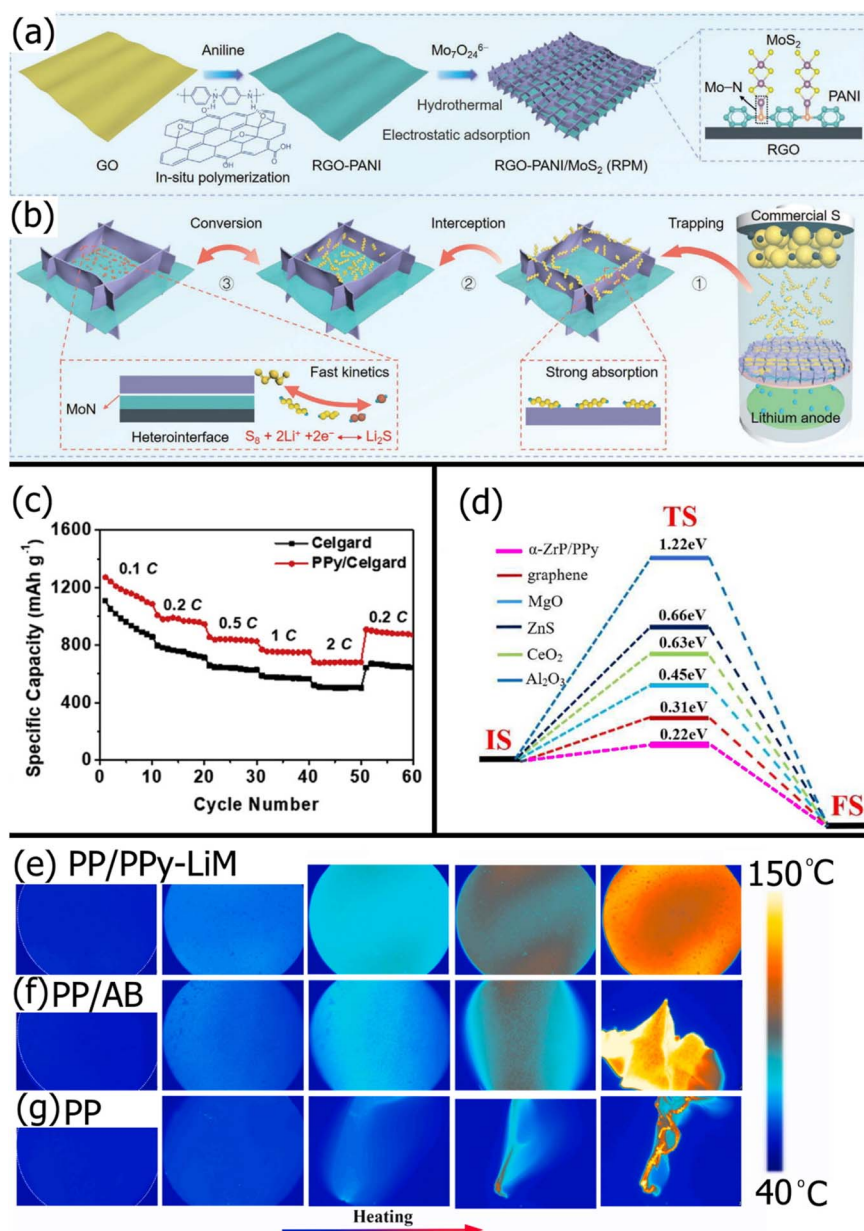 (a)
Aniline
Mo₇O₂₄⁶⁻
MoS₂
Mo–N
PANI
Hydrothermal
Electrostatic adsorption
GO
In-situ polymerization
RGO-PANI
RGO-PANI/MoS₂ (RPM)
RGO
O
H
N
H
N
O
OH
O
OH
(b)
Conversion
Interception
Trapping
Commercial S
③
②
①
Fast kinetics
Strong absorption
MoN
Heterointerface
S₈ + 2Li⁺ +2e⁻ ⟷ Li₂S
Lithium anode
(c)
Specific Capacity (mAh g⁻¹)
1600
1200
800
400
0
Celgard
PPy/Celgard
0.1 C
0.2 C
0.5 C
1 C
2 C
0.2 C
0 10 20 30 40 50 60
Cycle Number
(d)
TS
α-ZrP/PPy
graphene
MgO
ZnS
CeO₂
Al₂O₃
1.22eV
0.66eV
0.63eV
0.45eV
0.31eV
0.22eV
IS
FS
(e) PP/PPy-LiM
150°C
(f) PP/AB
(g) PP
40°C
Heating